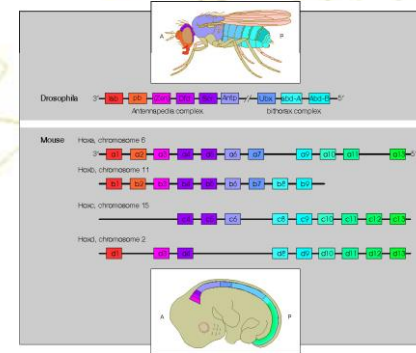 P
Drosophila 3' lab pb Antp Ubx abd-A Abd-B 5'
Antennapedia complex bithorax complex
Mouse
Hoxa, chromosome 6
3' a1 a2 a3 a4 a5 a6 a7 a9 a10 a11 a13 5'
Hoxb, chromosome 11
b1 b2 b3 b4 b5 b6 b7 b8 b9
Hoxc, chromosome 15
c4 c5 c6 c8 c9 c10 c11 c12 c13
Hoxd, chromosome 2
d1 d3 d4 d8 d9 d10 d11 d12 d13
A P